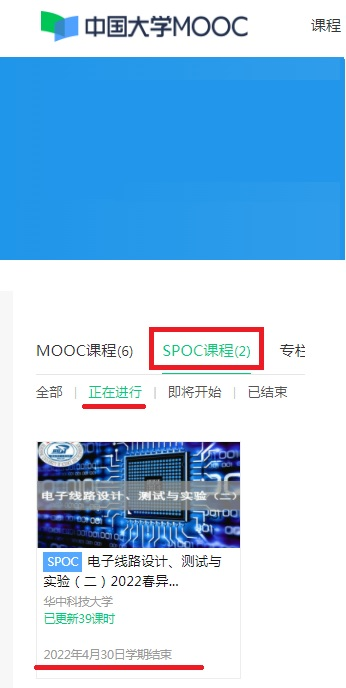 中国大学MOOC 课程
MOOC课程(6) SPOC课程(2) 专栏
全部 | 正在进行 | 即将开始 | 已结束
电子线路设计、测试与实验（二）
SPOC 电子线路设计、测试与
实验（二）2022春异...
华中科技大学
已更新39课时
2022年4月30日学期结束